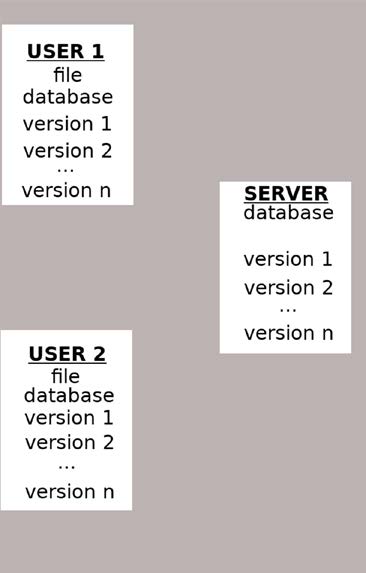 USER 1
file
database
version 1
version 2
...
version n
SERVER
database
version 1
version 2
...
version n
USER 2
file
database
version 1
version 2
...
version n